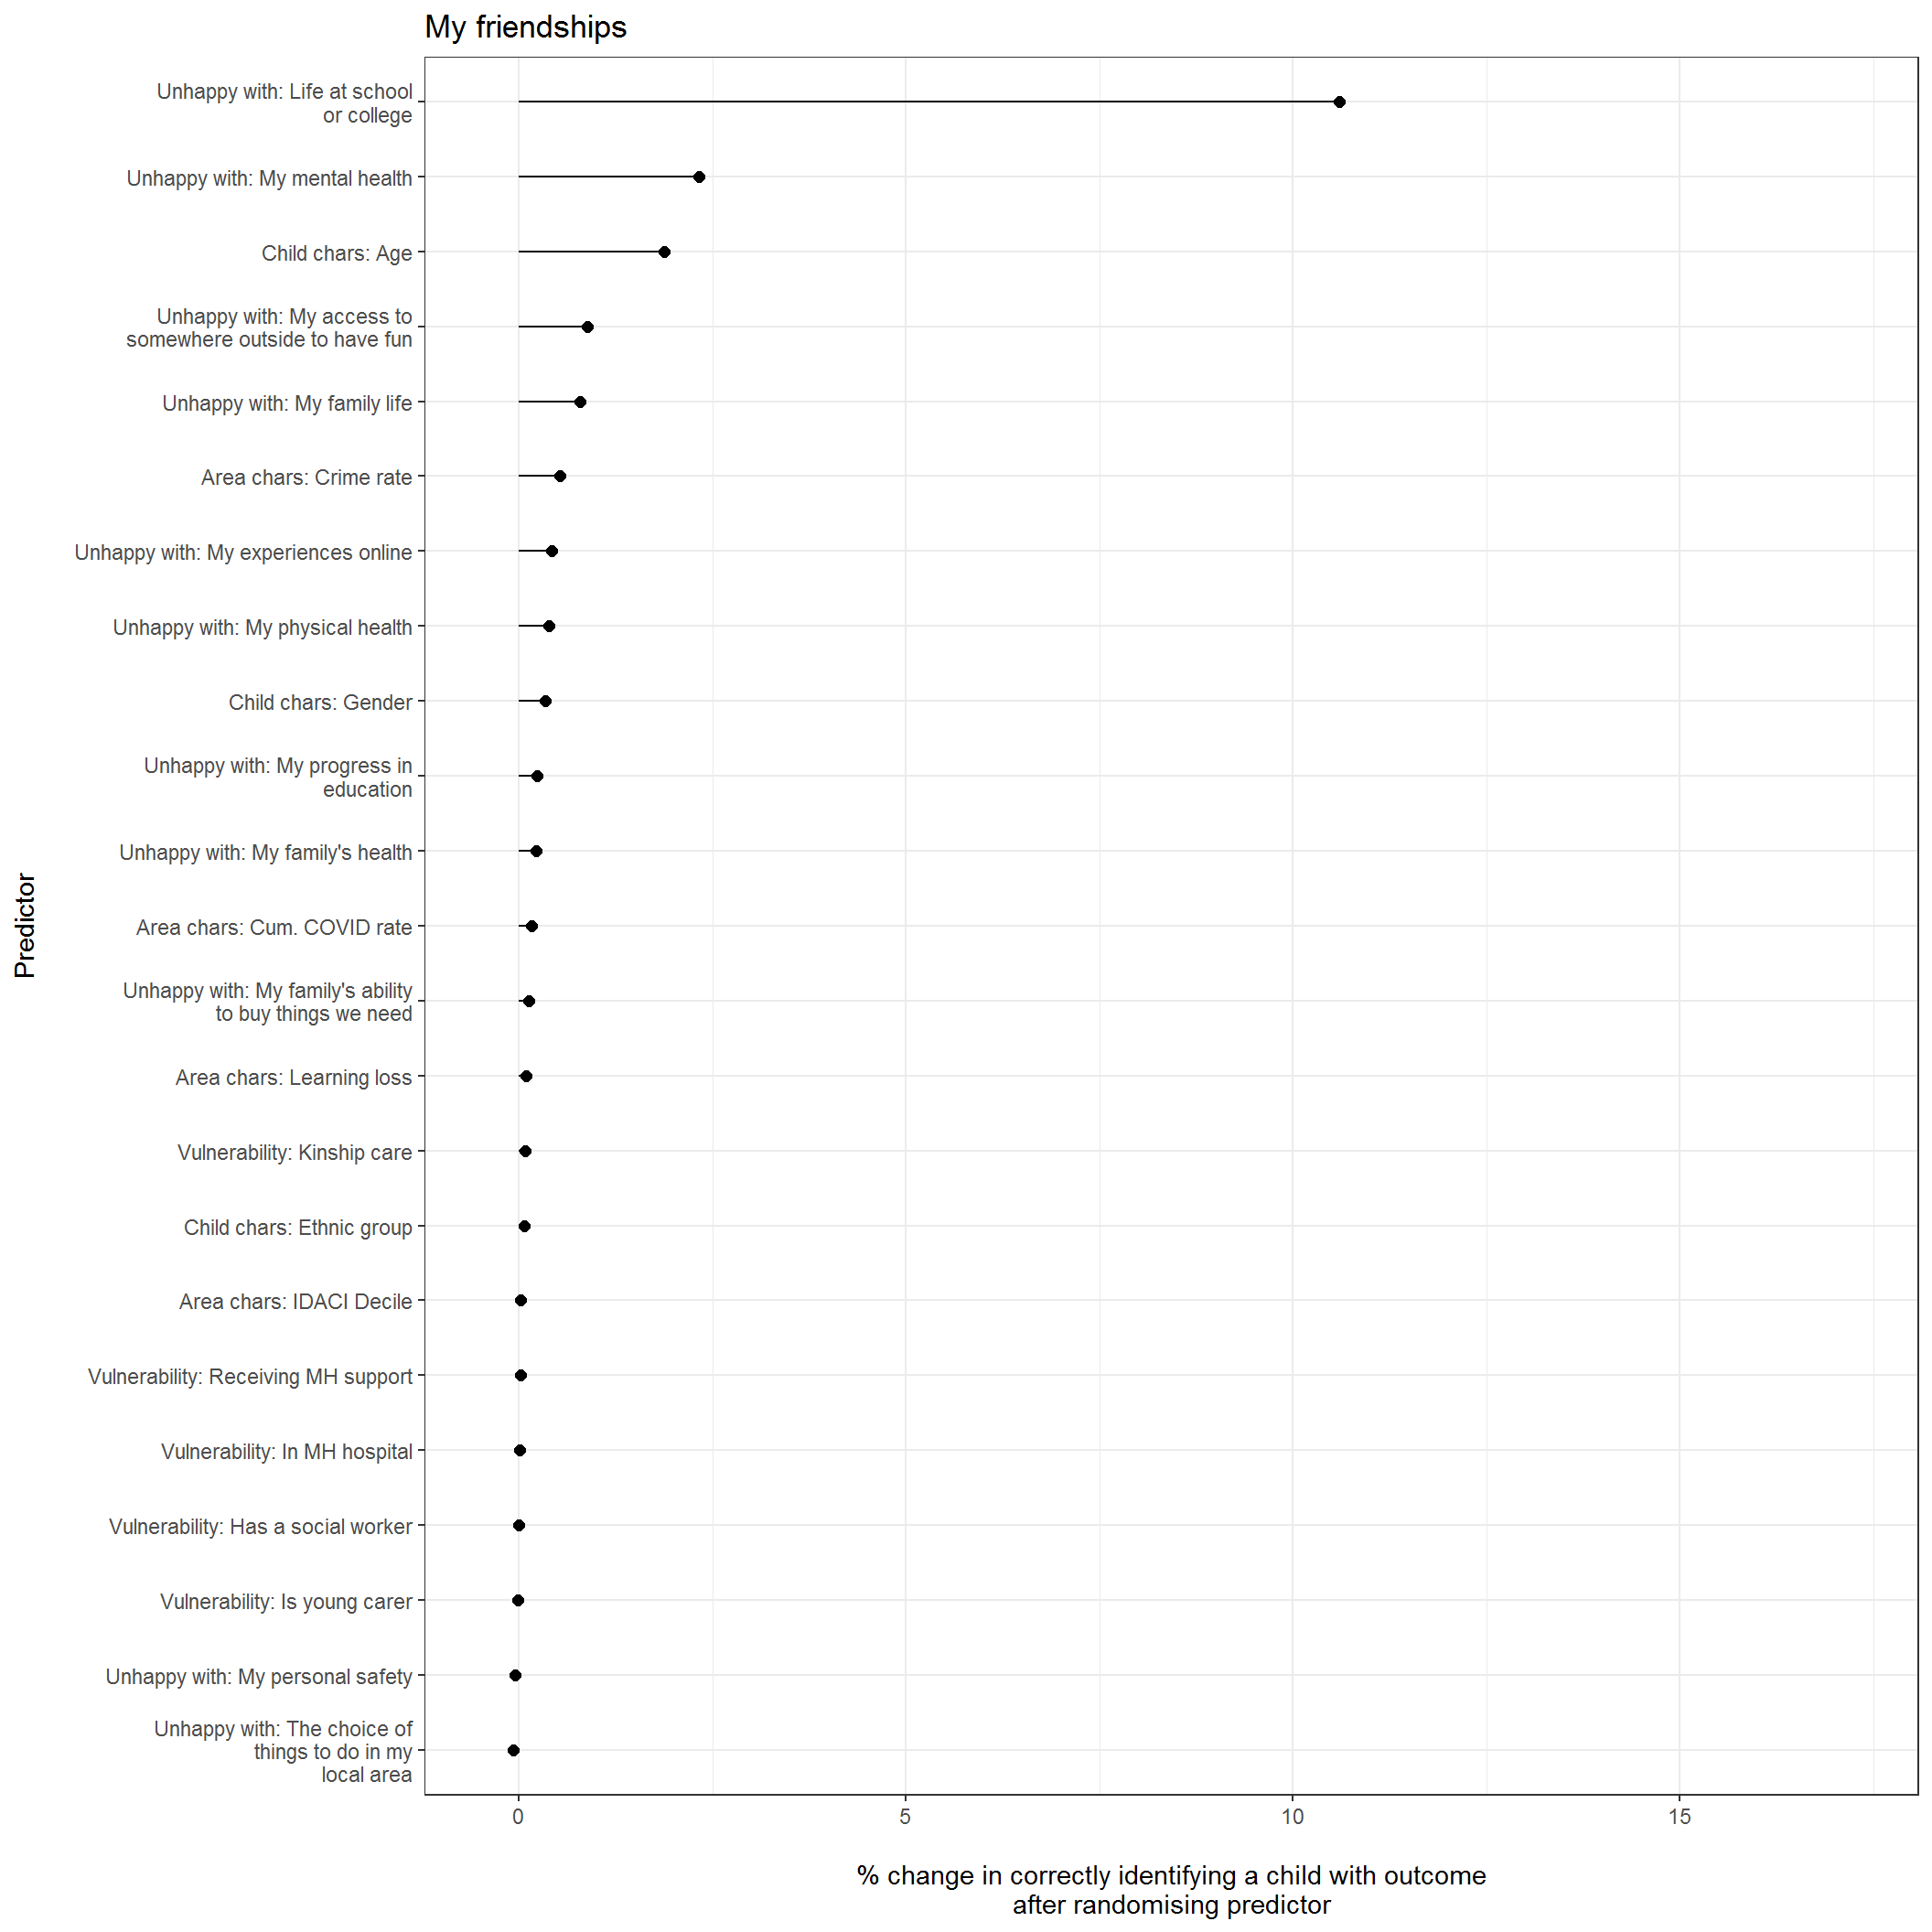 My friendships
Unhappy with: Life at school
or college
Unhappy with: My mental health
Child chars: Age
Unhappy with: My access to
somewhere outside to have fun
Unhappy with: My family life
Area chars: Crime rate
Unhappy with: My experiences online
Unhappy with: My physical health
Child chars: Gender
Unhappy with: My progress in
education
Unhappy with: My family's health
Area chars: Cum. COVID rate
Unhappy with: My family's ability
to buy things we need
Area chars: Learning loss
Vulnerability: Kinship care
Child chars: Ethnic group
Area chars: IDACI Decile
Vulnerability: Receiving MH support
Vulnerability: In MH hospital
Vulnerability: Has a social worker
Vulnerability: Is young carer
Unhappy with: My personal safety
Unhappy with: The choice of
things to do in my
local area
Predictor
0 5 10 15
% change in correctly identifying a child with outcome
after randomising predictor